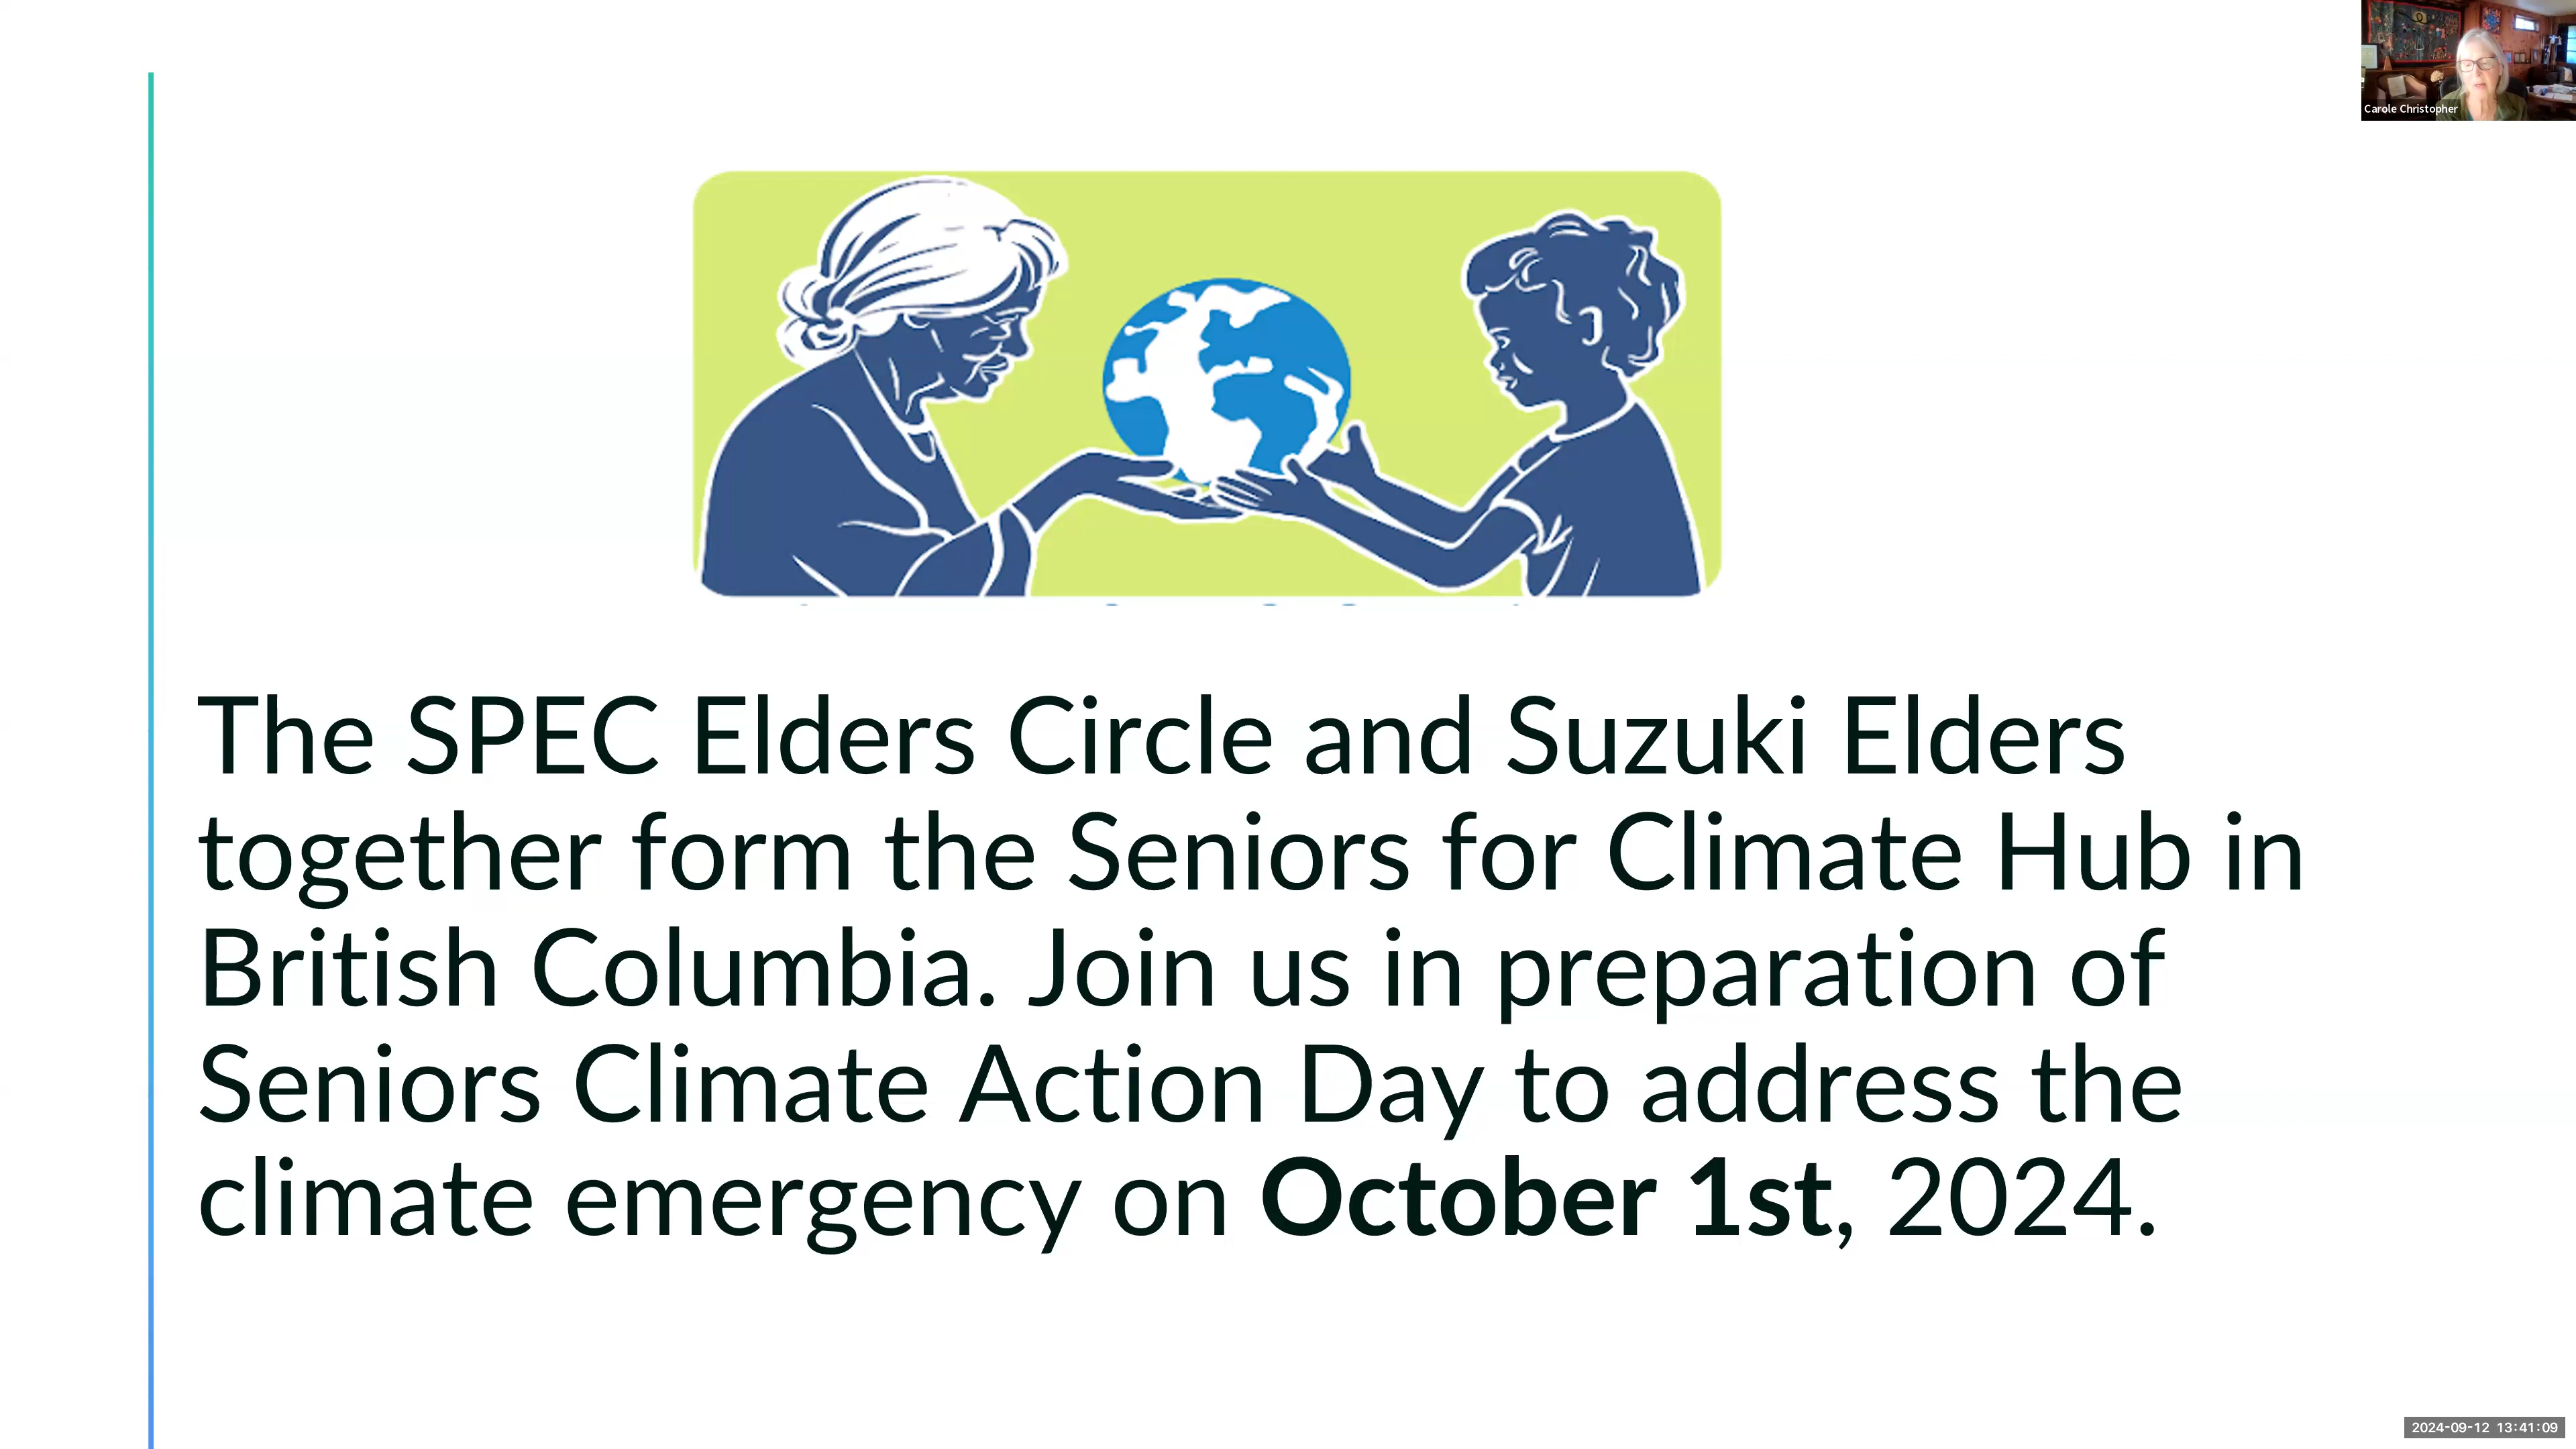 Carole Christopher
The SPEC Elders Circle and Suzuki Elders
together form the Seniors for Climate Hub in
British Columbia. Join us in preparation of
Seniors Climate Action Day to address the
climate emergency on October 1st, 2024.
2024-09-12 13:41:09